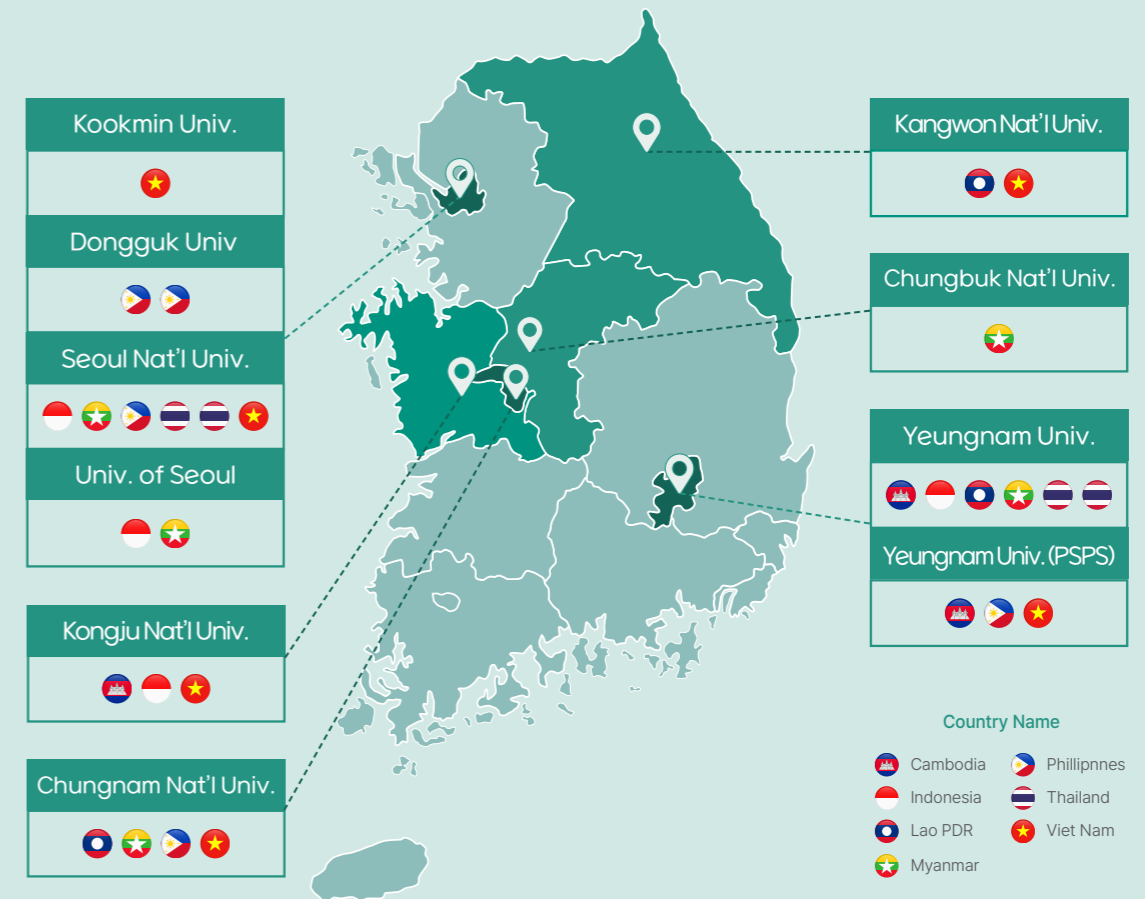 Kookmin Univ.
Dongguk Univ
Seoul Nat'l Univ.
Univ. of Seoul
Kongju Nat'l Univ.
Chungnam Nat'l Univ.
Kangwon Nat'l Univ.
Chungbuk Nat'l Univ.
Yeungnam Univ.
Yeungnam Univ. (PSPS)
Country Name
Cambodia
Phillipnnes
Indonesia
Thailand
Lao PDR
Viet Nam
Myanmar